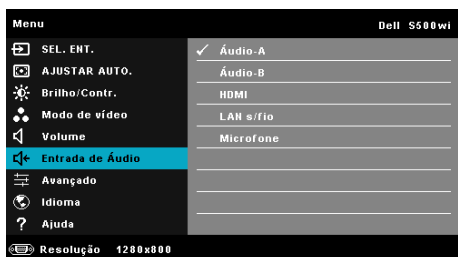 Menu
Dell S500wi
SEL. ENT.
AJUSTAR AUTO.
Brilho/Contr.
Modo de vídeo
Volume
Entrada de Áudio
Avançado
Idioma
? Ajuda
Áudio-A
Áudio-B
HDMI
LAN s/fio
Microfone
Resolução 1280x800